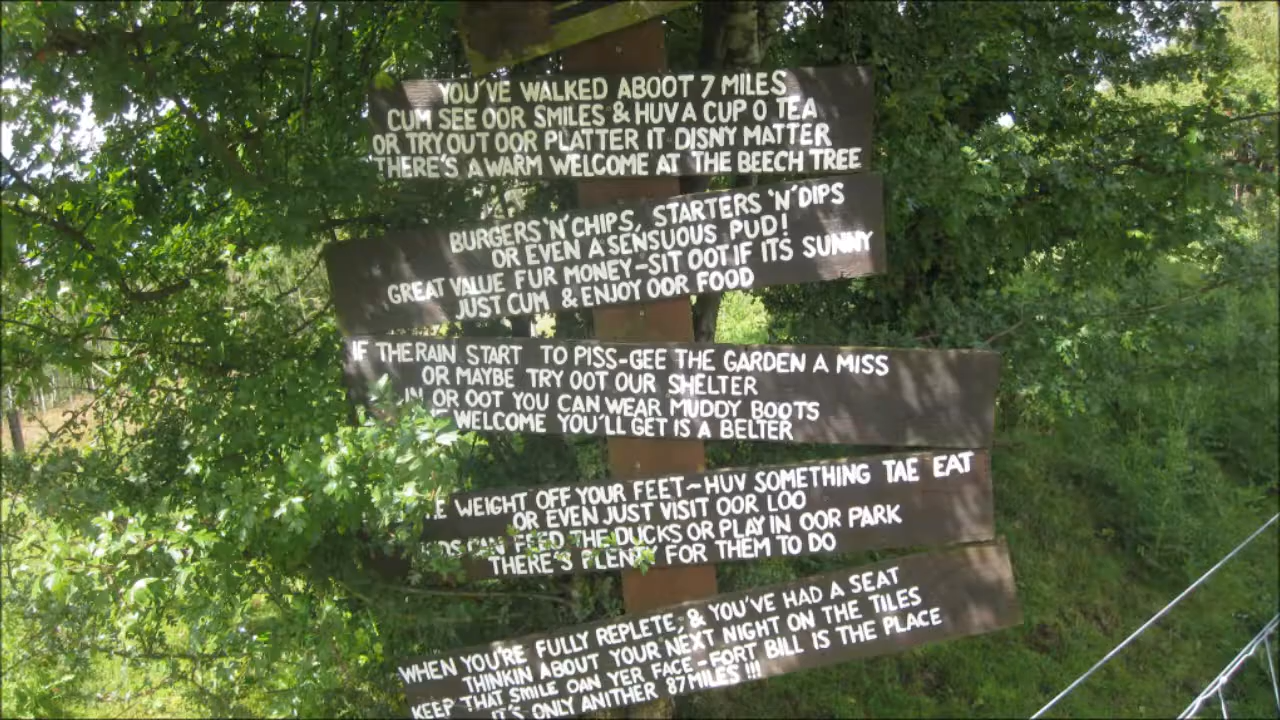 YOU'VE WALKED ABOOT 7 MILES
CUM SEE OOR SMILES & HUV A CUP O TEA
OR TRY OUT OOR PLATTER IT DISNY MATTER
THERE'S A WARM WELCOME AT THE BEECH TREE
BURGERS 'N' CHIPS, STARTERS 'N' DIPS
OR EVEN A SENSUOUS PUD!
GREAT VALUE FUR MONEY-SIT OOT IF ITS SUNNY
JUST CUM & ENJOY OOR FOOD
IF THE RAIN START TO PISS-GEE THE GARDEN A MISS
OR MAYBE TRY OOT OUR SHELTER
IN OR OOT YOU CAN WEAR MUDDY BOOTS
WELCOME YOU'LL GET IS A BELTER
WEIGHT OFF YOUR FEET~HUV SOMETHING TAE EAT
OR EVEN JUST VISIT OOR LOO
CAN FEED THE DUCKS OR PLAY IN OOR PARK
THERE'S PLENTY FOR THEM TO DO
WHEN YOU'RE FULLY REPLETE, & YOU'VE HAD A SEAT
THINKIN ABOUT YOUR NEXT NIGHT ON THE TILES
KEEP THAT SMILE OAN YER FACE-FORT BILL IS THE PLACE
IT'S ONLY ANITHER 87 MILES !!!